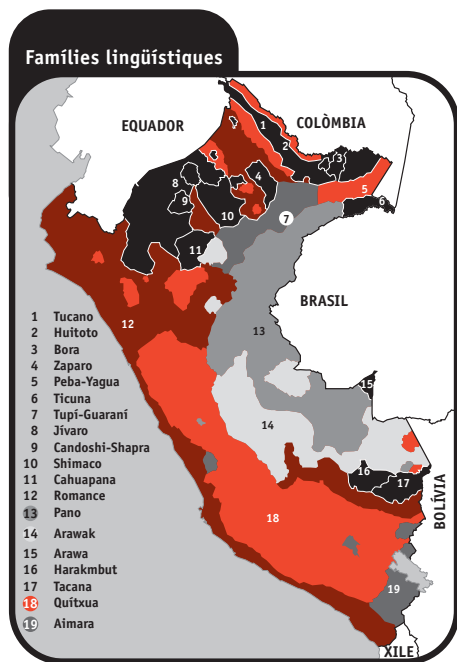 Famílies lingüístiques
EQUADOR
COLÒMBIA
1
2
3
4
5
6
7
8
9
10
11
BRASIL
12
13
14
15
16
17
18
19
BOLÍVIA
XILE
1 Tucano
2 Huitoto
3 Bora
4 Zaparo
5 Peba-Yagua
6 Ticuna
7 Tupí-Guaraní
8 Jívaro
9 Candoshi-Shapra
10 Shimaco
11 Cahuapana
12 Romance
13 Pano
14 Arawak
15 Arawa
16 Harakmbut
17 Tacana
18 Quítxua
19 Aimara